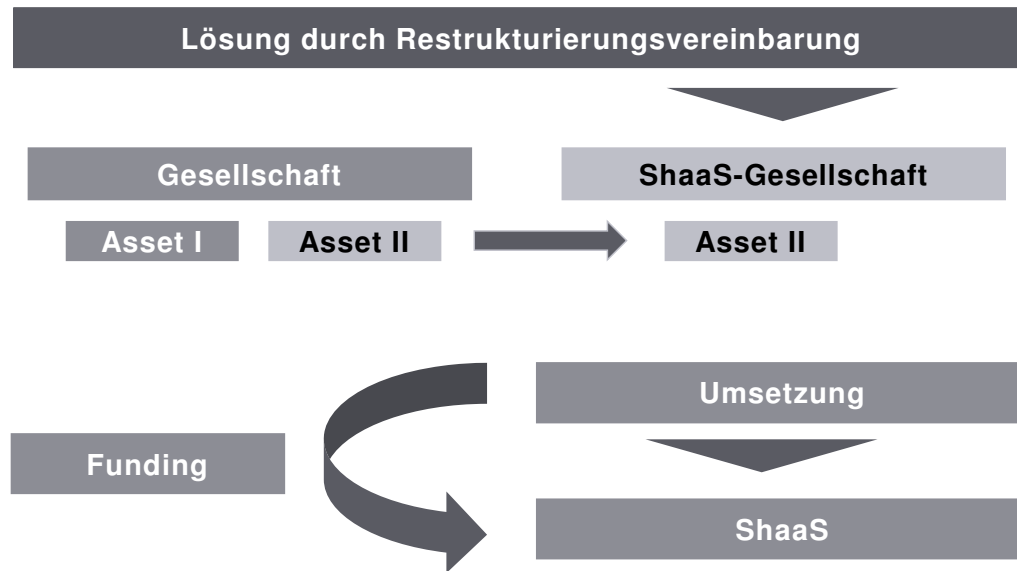 Lösung durch Restrukturierungsvereinbarung
Gesellschaft
ShaaS-Gesellschaft
Asset I
Asset II
Asset II
Umsetzung
Funding
ShaaS